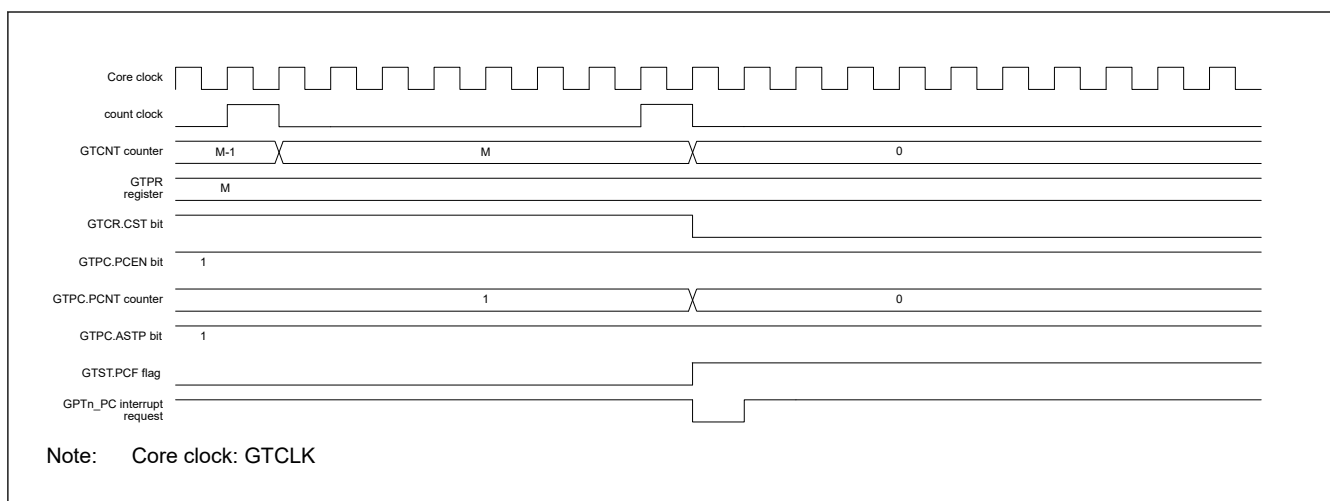 Core clock
count clock
GTCNT counter
M-1
M
0
GTPR
register
M
GTCR.CST bit
GTPC.PCEN bit
1
GTPC.PCNT counter
1
0
GTPC.ASTP bit
1
GTST.PCF flag
GPTn_PC interrupt
request
Note: Core clock: GTCLK